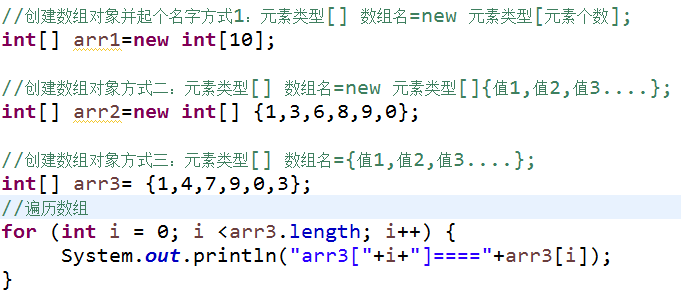 //创建数组对象并起个名字方式1：元素类型[] 数组名=new 元素类型[元素个数];
int[] arr1=new int[10];
//创建数组对象方式二：元素类型[] 数组名=new 元素类型[]{值1,值2,值3....};
int[] arr2=new int[] {1,3,6,8,9,0};
//创建数组对象方式三：元素类型[] 数组名={值1,值2,值3....};
int[] arr3= {1,4,7,9,0,3};
//遍历数组
for (int i = 0; i <arr3.length; i++) {
System.out.println("arr3["+i+"]===="+arr3[i]);
}